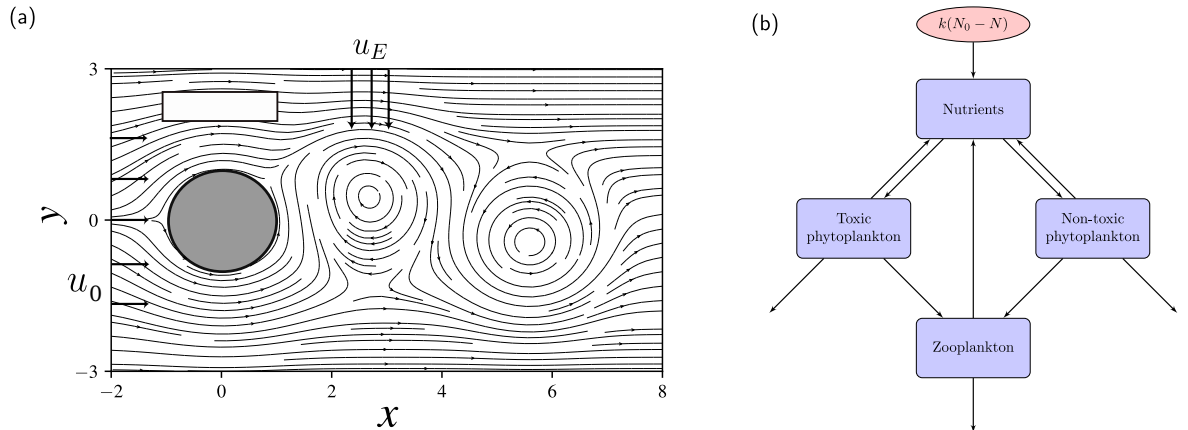 (a)
u_E
3
0
−3
y
u_0
−2
0
2
4
6
8
x
(b)
k(N_0 − N)
Nutrients
Toxic
phytoplankton
Non-toxic
phytoplankton
Zooplankton